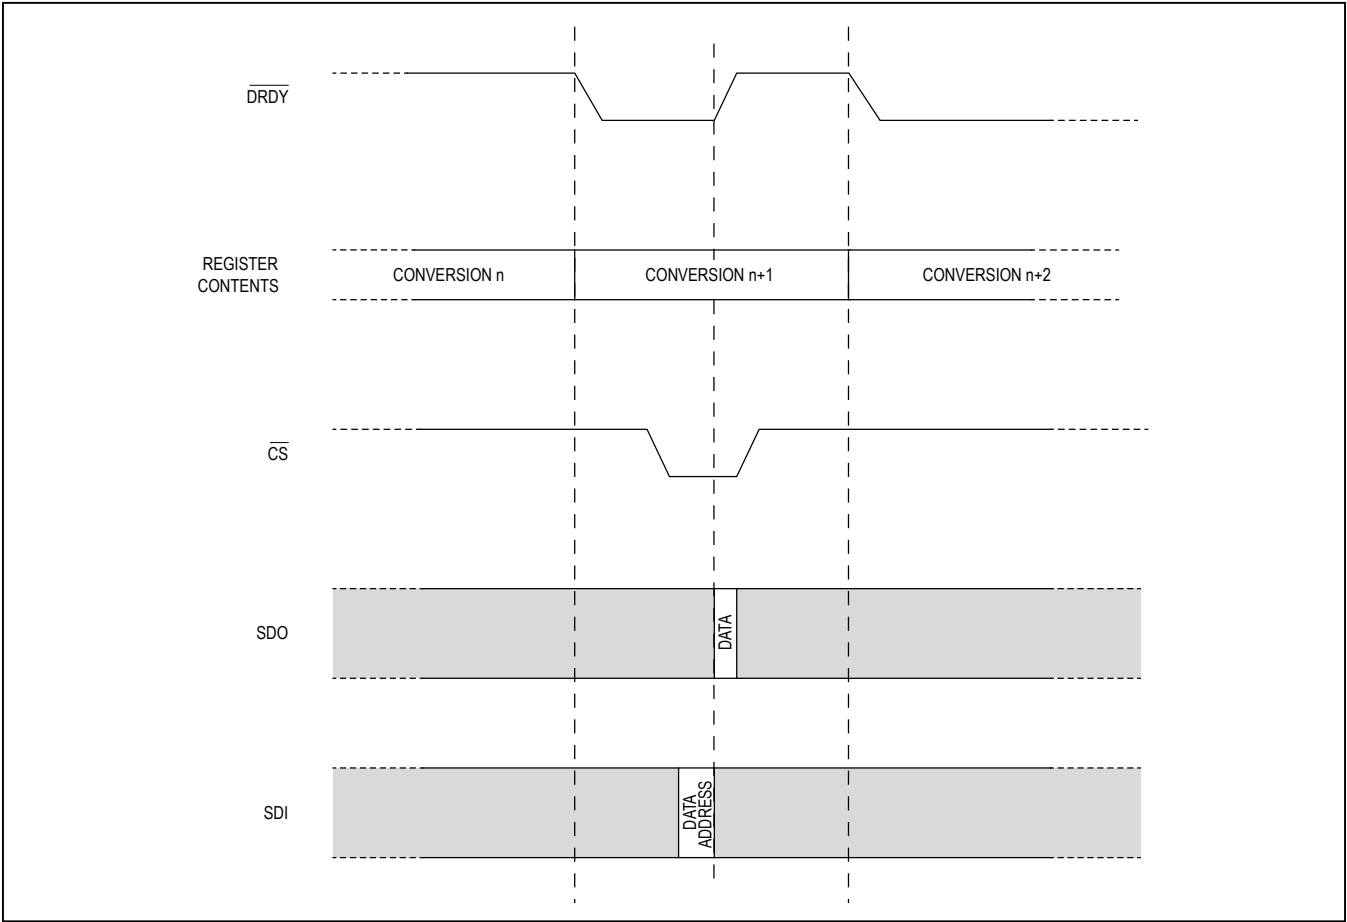 DRDY
REGISTER
CONTENTS
CONVERSION n
CONVERSION n+1
CONVERSION n+2
CS
SDO
DATA
SDI
DATA
ADDRESS